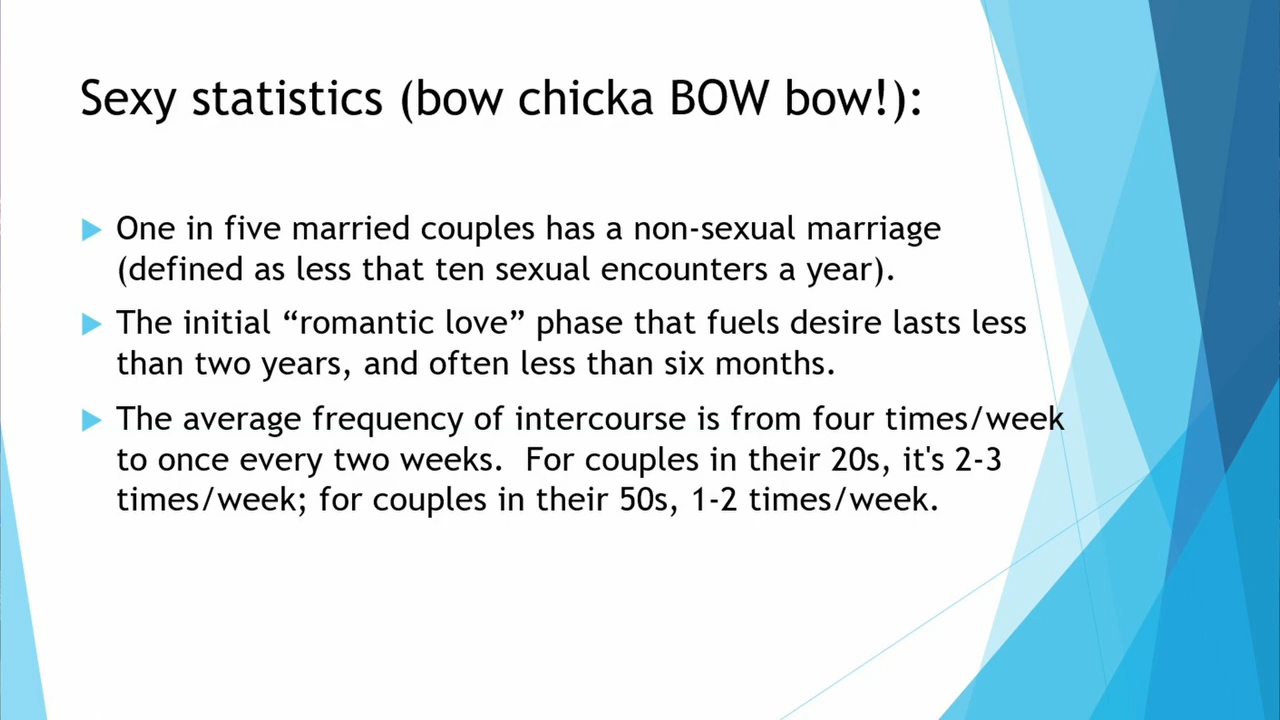 Sexy statistics (bow chicka BOW bow!):
One in five married couples has a non-sexual marriage
(defined as less that ten sexual encounters a year).
The initial “romantic love” phase that fuels desire lasts less
than two years, and often less than six months.
The average frequency of intercourse is from four times/week
to once every two weeks.  For couples in their 20s, it's 2-3
times/week; for couples in their 50s, 1-2 times/week.